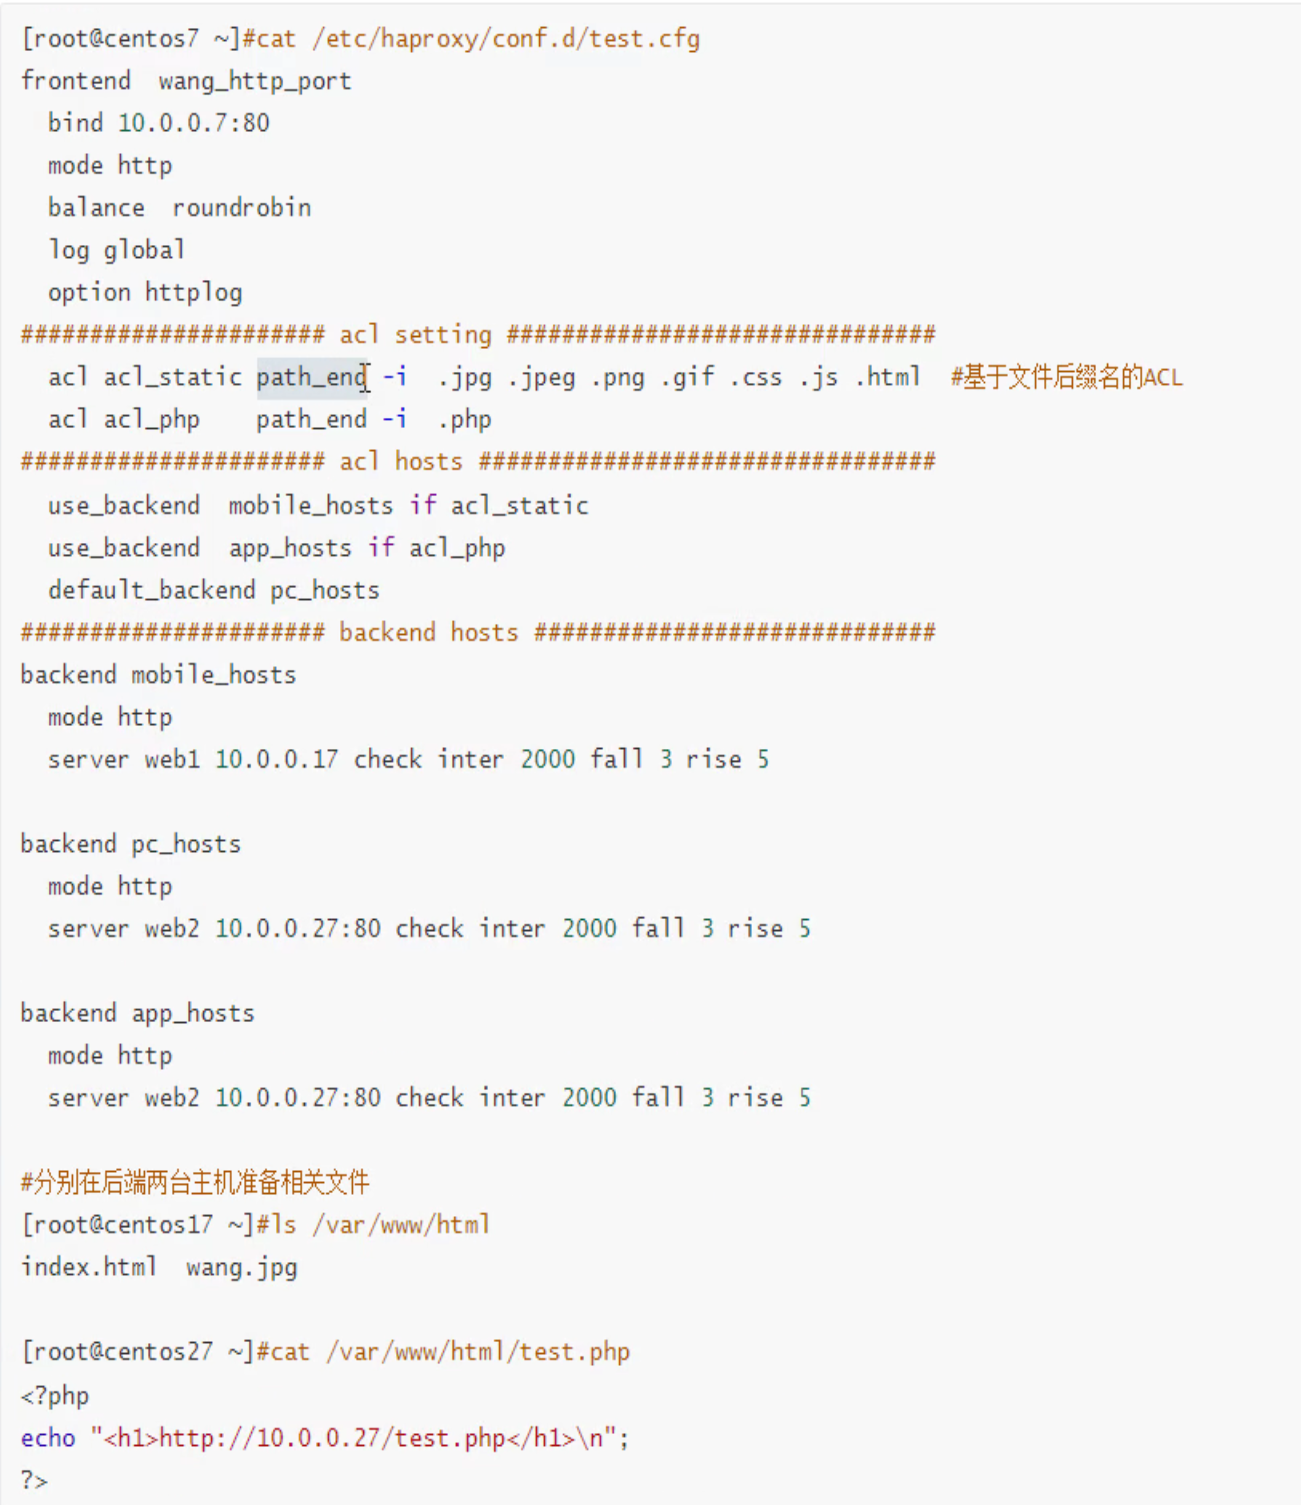 [root@centos7 ~]#cat /etc/haproxy/conf.d/test.cfg
frontend  wang_http_port
  bind 10.0.0.7:80
  mode http
  balance  roundrobin
  log global
  option httplog
###################### acl setting ###############################
  acl acl_static path_end -i  .jpg .jpeg .png .gif .css .js .html  #基于文件后缀名的ACL
  acl acl_php    path_end -i  .php
###################### acl hosts #################################
  use_backend  mobile_hosts if acl_static
  use_backend  app_hosts if acl_php
  default_backend pc_hosts
###################### backend hosts #############################
backend mobile_hosts
  mode http
  server web1 10.0.0.17 check inter 2000 fall 3 rise 5
backend pc_hosts
  mode http
  server web2 10.0.0.27:80 check inter 2000 fall 3 rise 5
backend app_hosts
  mode http
  server web2 10.0.0.27:80 check inter 2000 fall 3 rise 5
#分别在后端两台主机准备相关文件
[root@centos17 ~]#ls /var/www/html
index.html  wang.jpg
[root@centos27 ~]#cat /var/www/html/test.php
<?php
echo "<h1>http://10.0.0.27/test.php</h1>\n";
?>